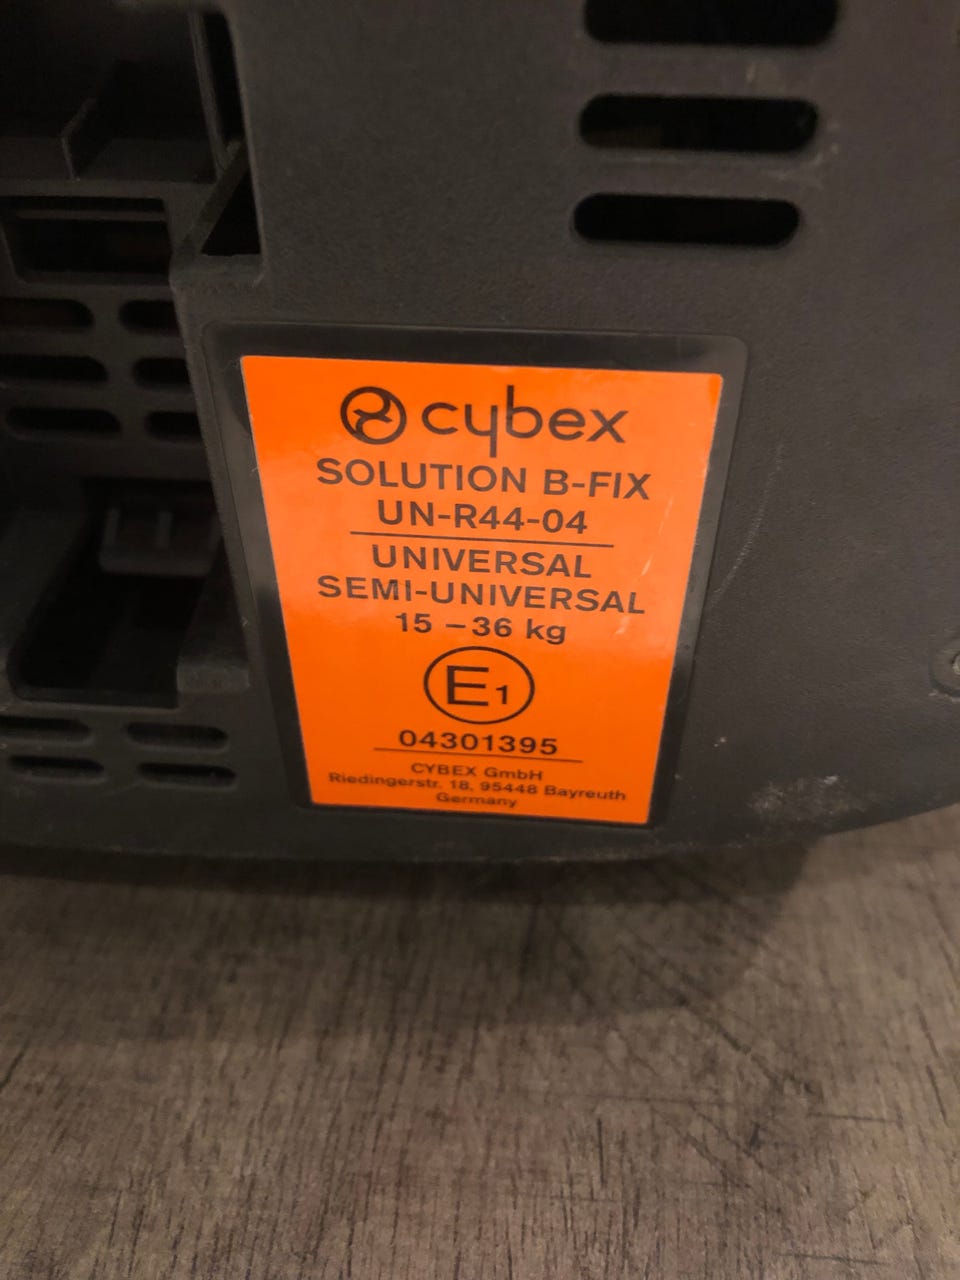 cybex
SOLUTION B-FIX
UN-R44-04
UNIVERSAL
SEMI-UNIVERSAL
15 – 36 kg
E1
04301395
CYBEX GmbH
Riedingerstr. 18, 95448 Bayreuth
Germany